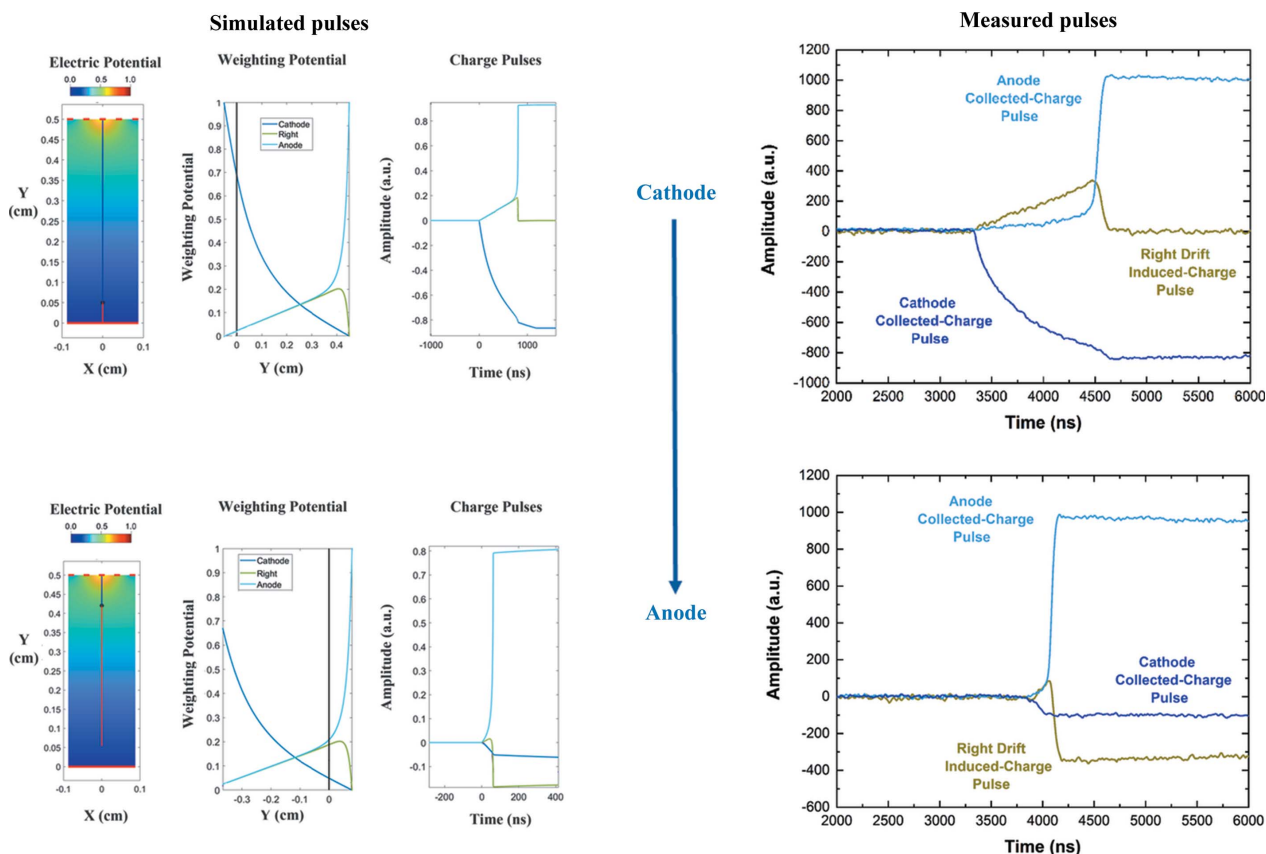 Simulated pulses
Measured pulses
Electric Potential
0.0 0.5 1.0
Y
(cm)
0.5
0.45
0.4
0.35
0.3
0.25
0.2
0.15
0.1
0.05
0
-0.1 0 0.1
X (cm)
Weighting Potential
Weighting Potential
1
0.9
0.8
0.7
0.6
0.5
0.4
0.3
0.2
0.1
0
Cathode
Right
Anode
0 0.1 0.2 0.3 0.4
Y (cm)
Charge Pulses
Amplitude (a.u.)
0.8
0.6
0.4
0.2
0
-0.2
-0.4
-0.6
-0.8
-1000 0 1000
Time (ns)
Cathode
Anode
Amplitude (a.u.)
1200
1000
800
600
400
200
0
-200
-400
-600
-800
-1000
Anode
Collected-Charge
Pulse
Right Drift
Induced-Charge
Pulse
Cathode
Collected-Charge
Pulse
2000 2500 3000 3500 4000 4500 5000 5500 6000
Time (ns)
Electric Potential
0.0 0.5 1.0
Y
(cm)
0.5
0.45
0.4
0.35
0.3
0.25
0.2
0.15
0.1
0.05
0
-0.1 0 0.1
X (cm)
Weighting Potential
Weighting Potential
1
0.9
0.8
0.7
0.6
0.5
0.4
0.3
0.2
0.1
0
Cathode
Right
Anode
-0.3 -0.2 -0.1 0
Y (cm)
Charge Pulses
Amplitude (a.u.)
0.8
0.7
0.6
0.5
0.4
0.3
0.2
0.1
0
-0.1
-200 0 200 400
Time (ns)
Amplitude (a.u.)
1200
1000
800
600
400
200
0
-200
-400
-600
Anode
Collected-Charge
Pulse
Cathode
Collected-Charge
Pulse
Right Drift
Induced-Charge
Pulse
2000 2500 3000 3500 4000 4500 5000 5500 6000
Time (ns)